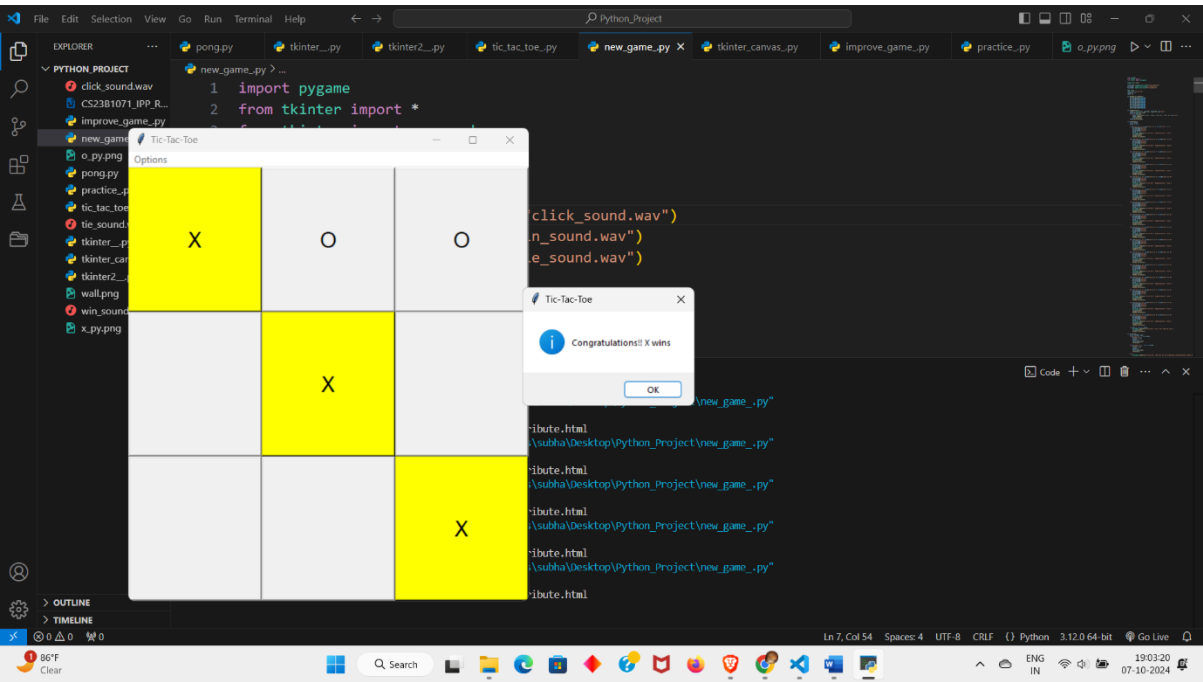 File Edit Selection View Go Run Terminal Help
Python_Project
EXPLORER
pong.py
tkinter__.py
tkinter2__.py
tic_tac_toe_.py
new_game_.py
tkinter_canvas_.py
improve_game_.py
practice_.py
o_py.png
PYTHON_PROJECT
click_sound.wav
CS23B1071_IPP_R...
improve_game_.py
new_game
o_py.png
pong.py
practice_.p
tic_tac_toe
tie_sound.
tkinter__.p
tkinter_car
tkinter2__.
wall.png
win_sound
x_py.png
OUTLINE
TIMELINE
new_game_.py > ...
1 import pygame
2 from tkinter import *
click_sound.wav")
n_sound.wav")
e_sound.wav")
Tic-Tac-Toe
Options
X O O
X
X
Tic-Tac-Toe
Congratulations!! X wins
OK
Code
\new_game_.py"
ribute.html
\subha\Desktop\Python_Project\new_game_.py"
ribute.html
\subha\Desktop\Python_Project\new_game_.py"
ribute.html
\subha\Desktop\Python_Project\new_game_.py"
ribute.html
\subha\Desktop\Python_Project\new_game_.py"
ribute.html
0 0 0
Ln 7, Col 54 Spaces: 4 UTF-8 CRLF {} Python 3.12.0 64-bit Go Live
1
86°F
Clear
Search
ENG
IN
19:03:20
07-10-2024